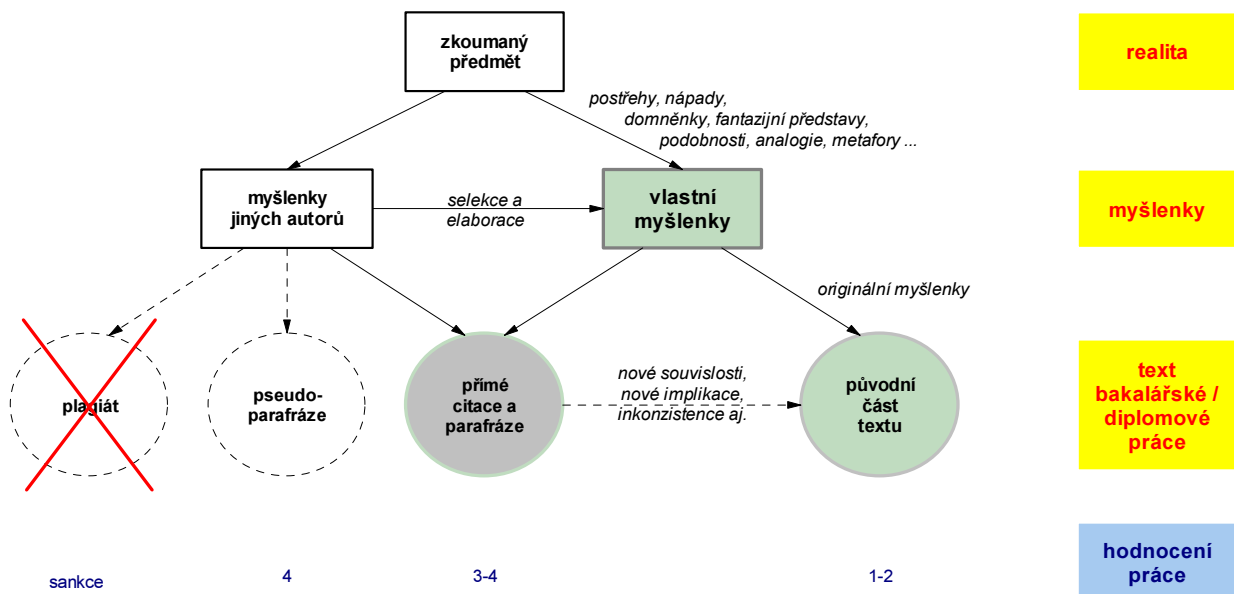 zkoumaný
předmět
realita
postřehy, nápady,
domněnky, fantazijní představy,
podobnosti, analogie, metafory ...
myšlenky
jiných autorů
selekce a
elaborace
vlastní
myšlenky
myšlenky
originální myšlenky
plagiát
pseudo-
parafráze
přímé
citace a
parafráze
nové souvislosti,
nové implikace,
inkonzistence aj.
původní
část
textu
text
bakalářské /
diplomové
práce
sankce
4
3-4
1-2
hodnocení
práce